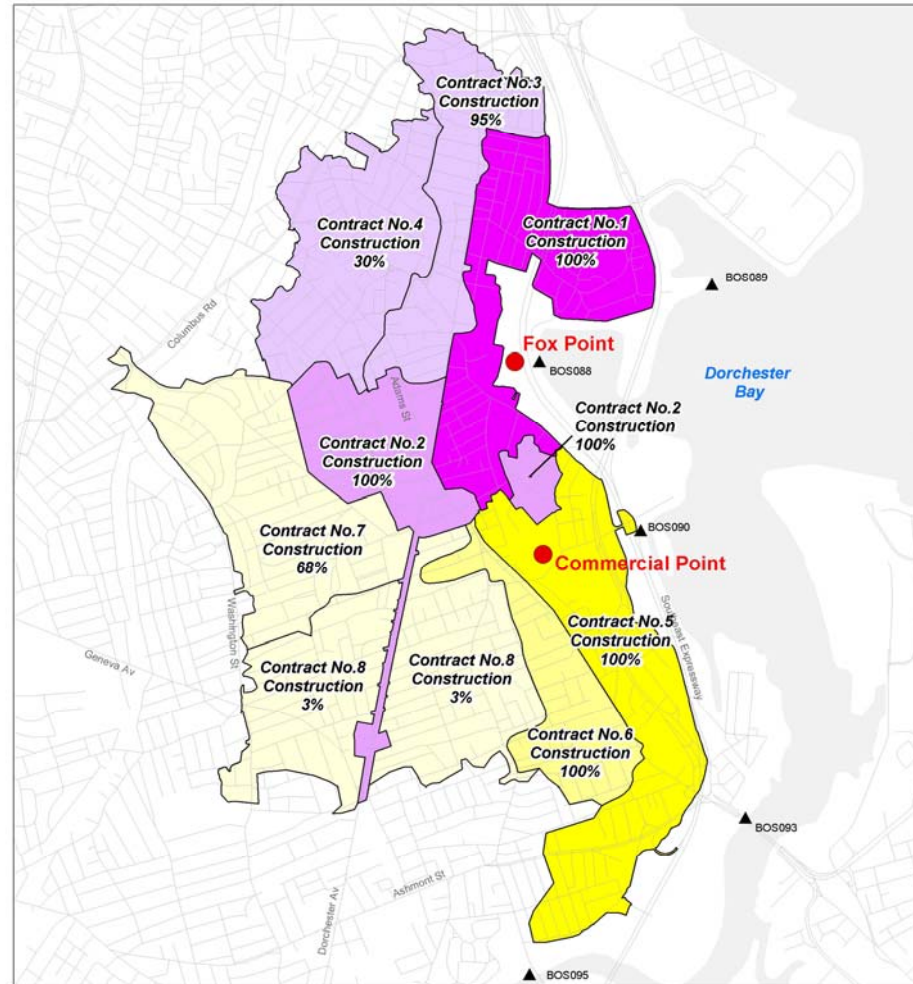 Contract No.3
Construction
95%
Contract No.4
Construction
30%
Contract No.1
Construction
100%
BOS089
Columbus Rd
Fox Point
BOS088
Dorchester
Bay
Adams St
Contract No.2
Construction
100%
Contract No.2
Construction
100%
Contract No.7
Construction
68%
BOS090
Commercial Point
Washington St
Southeast Expressway
Geneva Av
Contract No.8
Construction
3%
Contract No.8
Construction
3%
Contract No.5
Construction
100%
Contract No.6
Construction
100%
BOS093
Ashmont St
Dorchester Av
BOS095